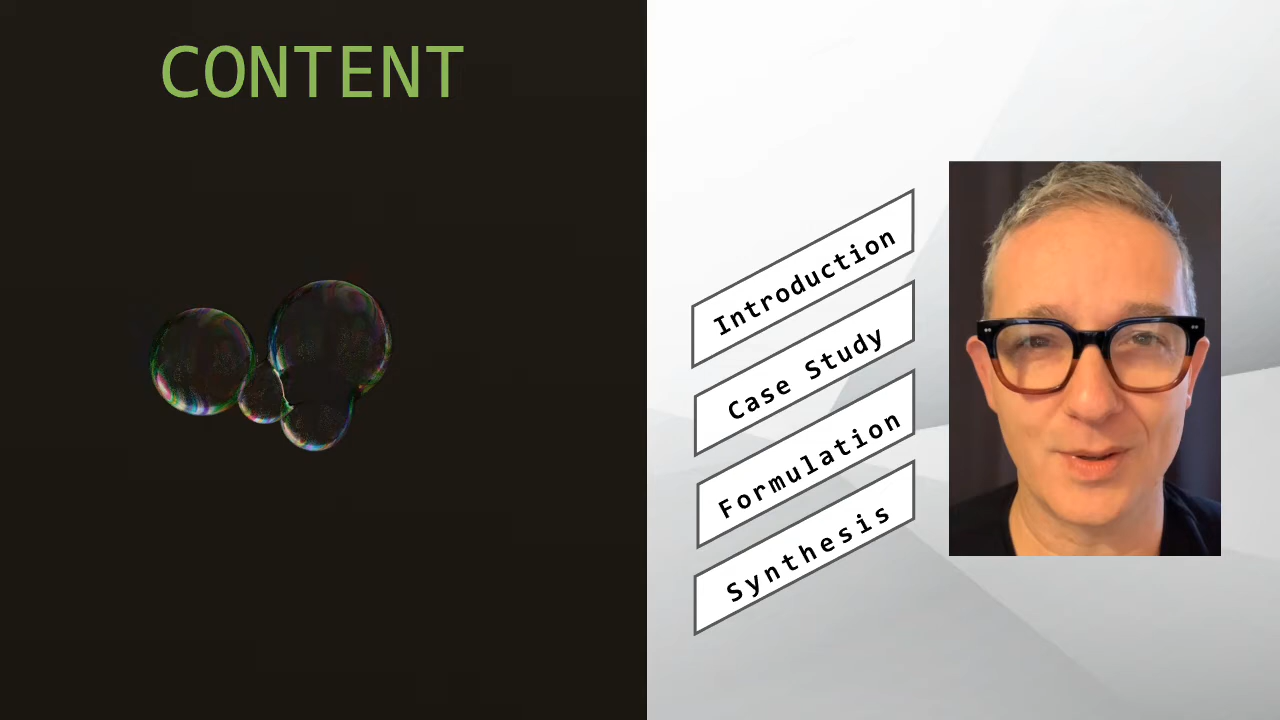 CONTENT
Introduction
Case Study
Formulation
Synthesis